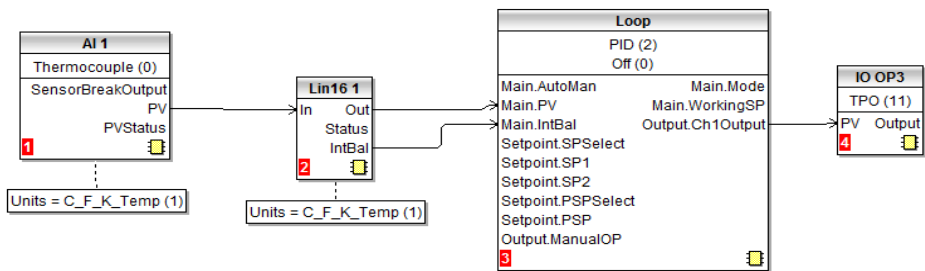 AI 1
Thermocouple (0)
SensorBreakOutput
PV
PVStatus
1
Units = C_F_K_Temp (1)
Lin16 1
In Out
Status
IntBal
2
Units = C_F_K_Temp (1)
Loop
PID (2)
Off (0)
Main.AutoMan Main.Mode
Main.PV Main.WorkingSP
Main.IntBal Output.Ch1Output
Setpoint.SPSelect
Setpoint.SP1
Setpoint.SP2
Setpoint.PSPSelect
Setpoint.PSP
Output.ManualOP
3
IO OP3
TPO (11)
PV Output
4